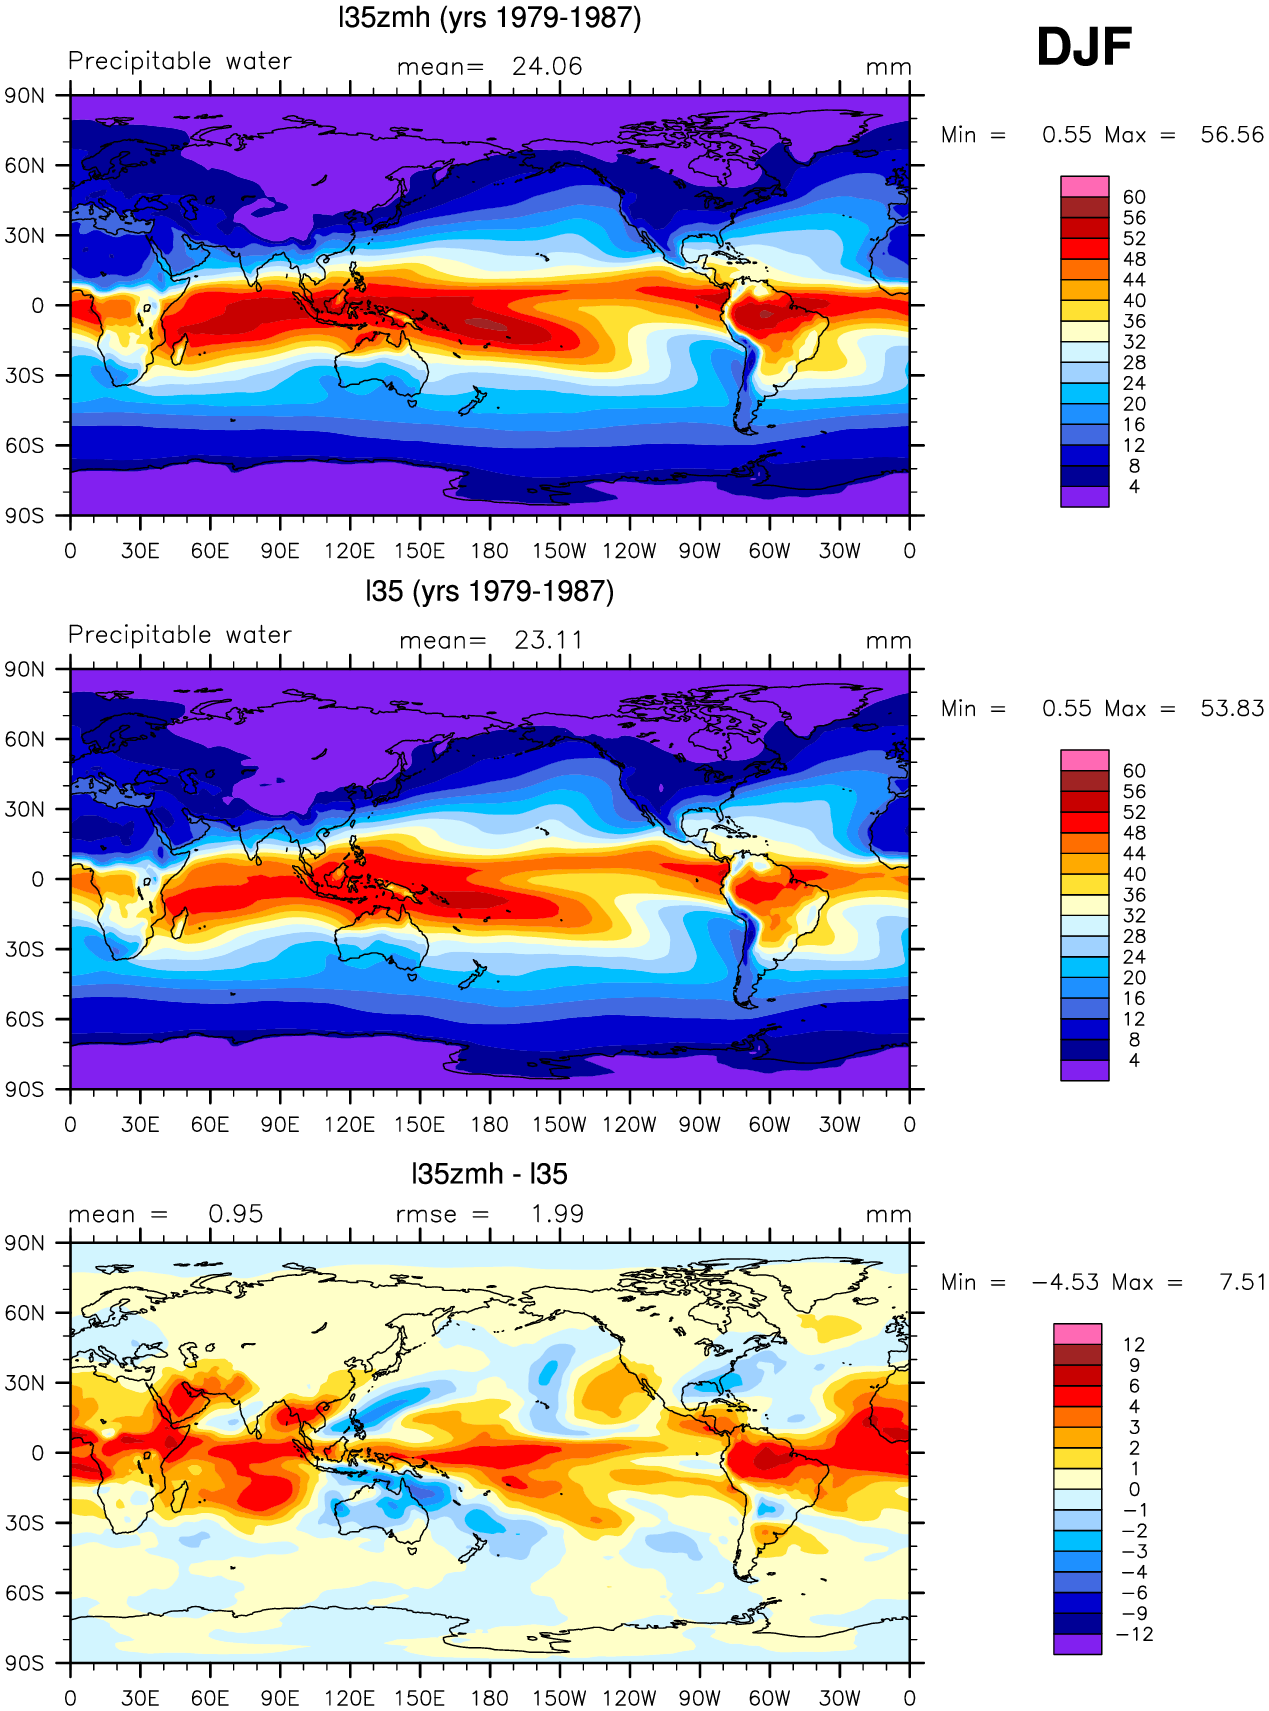 l35zmh (yrs 1979-1987)
DJF
Precipitable water mean= 24.06 mm
Min = 0.55 Max = 56.56
90N
60N
30N
0
30S
60S
90S
0 30E 60E 90E 120E 150E 180 150W 120W 90W 60W 30W 0
60
56
52
48
44
40
36
32
28
24
20
16
12
8
4
l35 (yrs 1979-1987)
Precipitable water mean= 23.11 mm
Min = 0.55 Max = 53.83
90N
60N
30N
0
30S
60S
90S
0 30E 60E 90E 120E 150E 180 150W 120W 90W 60W 30W 0
60
56
52
48
44
40
36
32
28
24
20
16
12
8
4
l35zmh - l35
mean = 0.95 rmse = 1.99 mm
Min = −4.53 Max = 7.51
90N
60N
30N
0
30S
60S
90S
0 30E 60E 90E 120E 150E 180 150W 120W 90W 60W 30W 0
12
9
6
4
3
2
1
0
−1
−2
−3
−4
−6
−9
−12